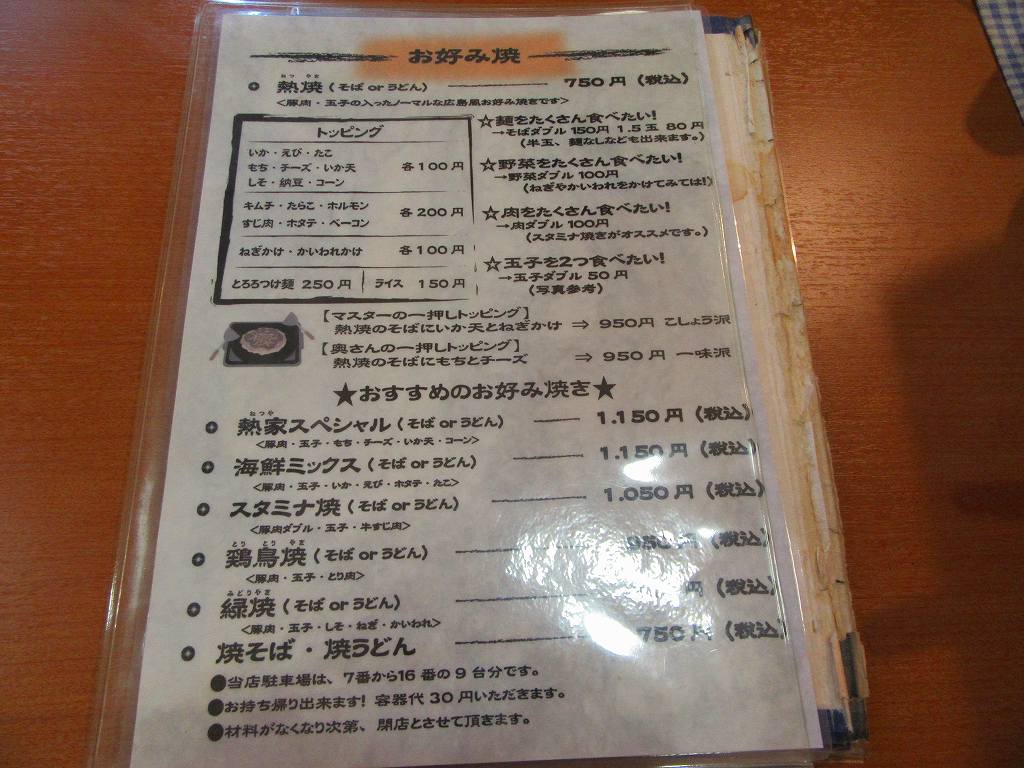 お好み焼
ねつ やき
熱焼(そば or うどん) 750円(税込)
<豚肉・玉子の入ったノーマルな広島風お好み焼きです>
トッピング
いか・えび・たこ
もち・チーズ・いか天 各100円
しそ・納豆・コーン
キムチ・たらこ・ホルモン
すじ肉・ホタテ・ベーコン 各200円
ねぎかけ・かいわれかけ 各100円
とろろつけ麺 250円 ライス 150円
☆麺をたくさん食べたい!
→そばダブル 150円 1.5玉 80円
(半玉、麺なしなども出来ます。)
☆野菜をたくさん食べたい!
→野菜ダブル 100円
(ねぎやかいわれをかけてみては!)
☆肉をたくさん食べたい!
→肉ダブル 100円
(スタミナ焼きがオススメです。)
☆玉子を2つ食べたい!
→玉子ダブル 50円
(写真参考)
【マスターの一押しトッピング】
熱焼のそばにいか天とねぎかけ ⇒ 950円 こしょう派
【奥さんの一押しトッピング】
熱焼のそばにもちとチーズ ⇒ 950円 一味派
★おすすめのお好み焼き★
ねつや
熱家スペシャル(そば or うどん) 1.150円(税込)
<豚肉・玉子・もち・チーズ・いか天・コーン>
海鮮ミックス(そば or うどん) 1.150円(税込)
<豚肉・玉子・いか・えび・ホタテ・たこ>
スタミナ焼(そば or うどん) 1.050円(税込)
<豚肉ダブル・玉子・牛すじ肉>
とり とり やき
鶏鳥焼(そば or うどん) 円(税込)
<豚肉・玉子・とり肉>
みどりやき
緑焼(そば or うどん) 円(税込)
<豚肉・玉子・しそ・ねぎ・かいわれ>
焼そば・焼うどん 750円(税込)
●当店駐車場は、7番から16番の9台分です。
●お持ち帰り出来ます! 容器代30円いただきます。
●材料がなくなり次第、閉店とさせて頂きます。